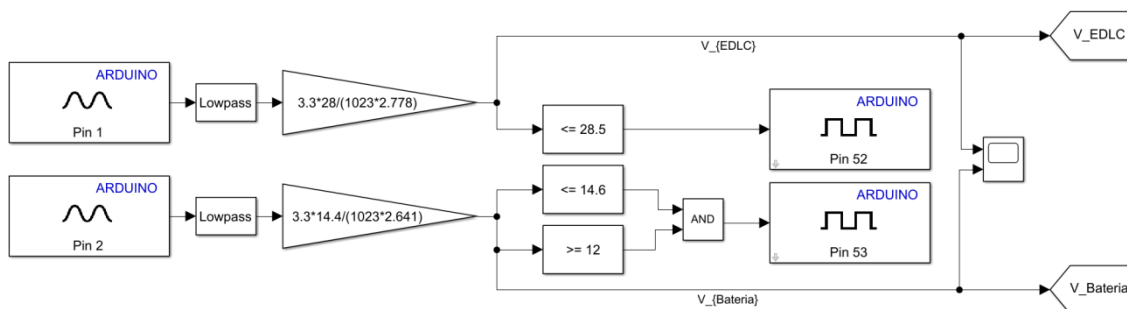 V_{EDLC}
V_EDLC
ARDUINO
Pin 1
Lowpass
3.3*28/(1023*2.778)
<= 28.5
ARDUINO
Pin 52
ARDUINO
Pin 2
Lowpass
3.3*14.4/(1023*2.641)
<= 14.6
>= 12
AND
ARDUINO
Pin 53
V_{Bateria}
V_Bateria